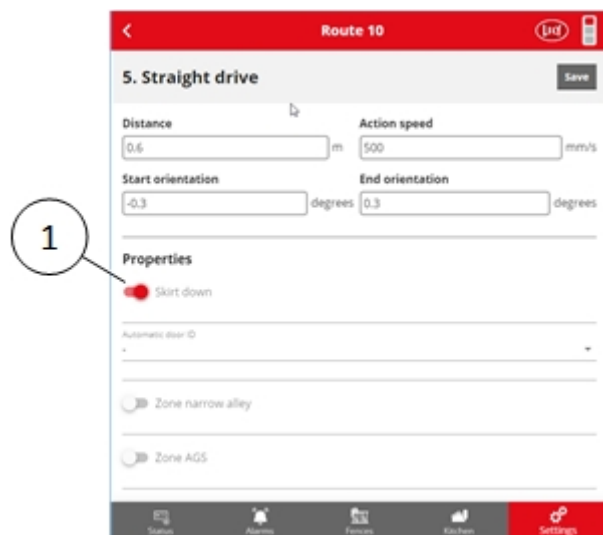 Route 10
5. Straight drive
Save
Distance
Action speed
0.6 m
500 mm/s
Start orientation
End orientation
-0.3 degrees
0.3 degrees
1
Properties
Skirt down
Automatic door ID
-
Zone narrow alley
Zone AGS
Status
Alarms
Fences
Kitchen
Settings